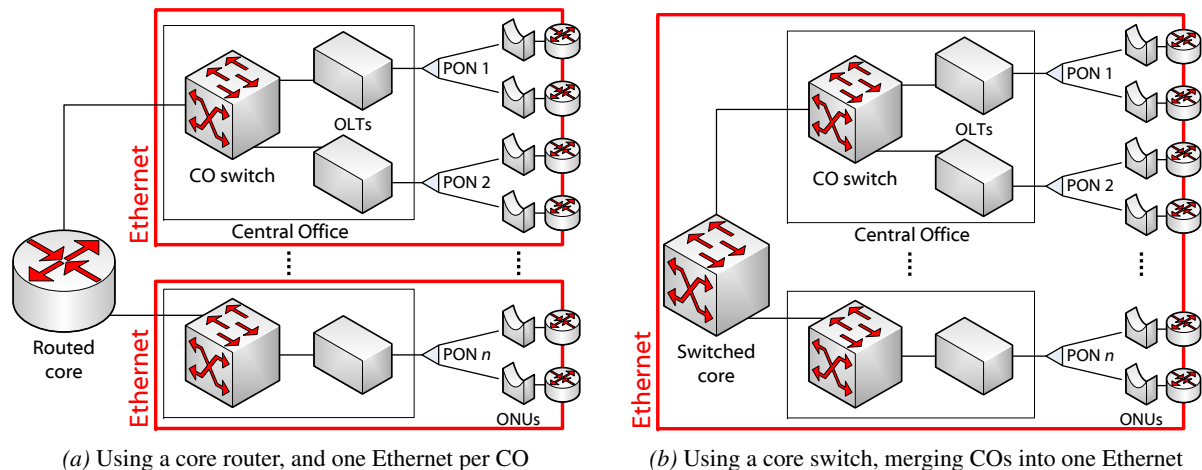 PON 1
OLTs
CO switch
PON 2
Ethernet
Central Office
Routed
core
Ethernet
PON n
ONUs
(a) Using a core router, and one Ethernet per CO
PON 1
OLTs
CO switch
PON 2
Central Office
Switched
core
Ethernet
PON n
ONUs
(b) Using a core switch, merging COs into one Ethernet